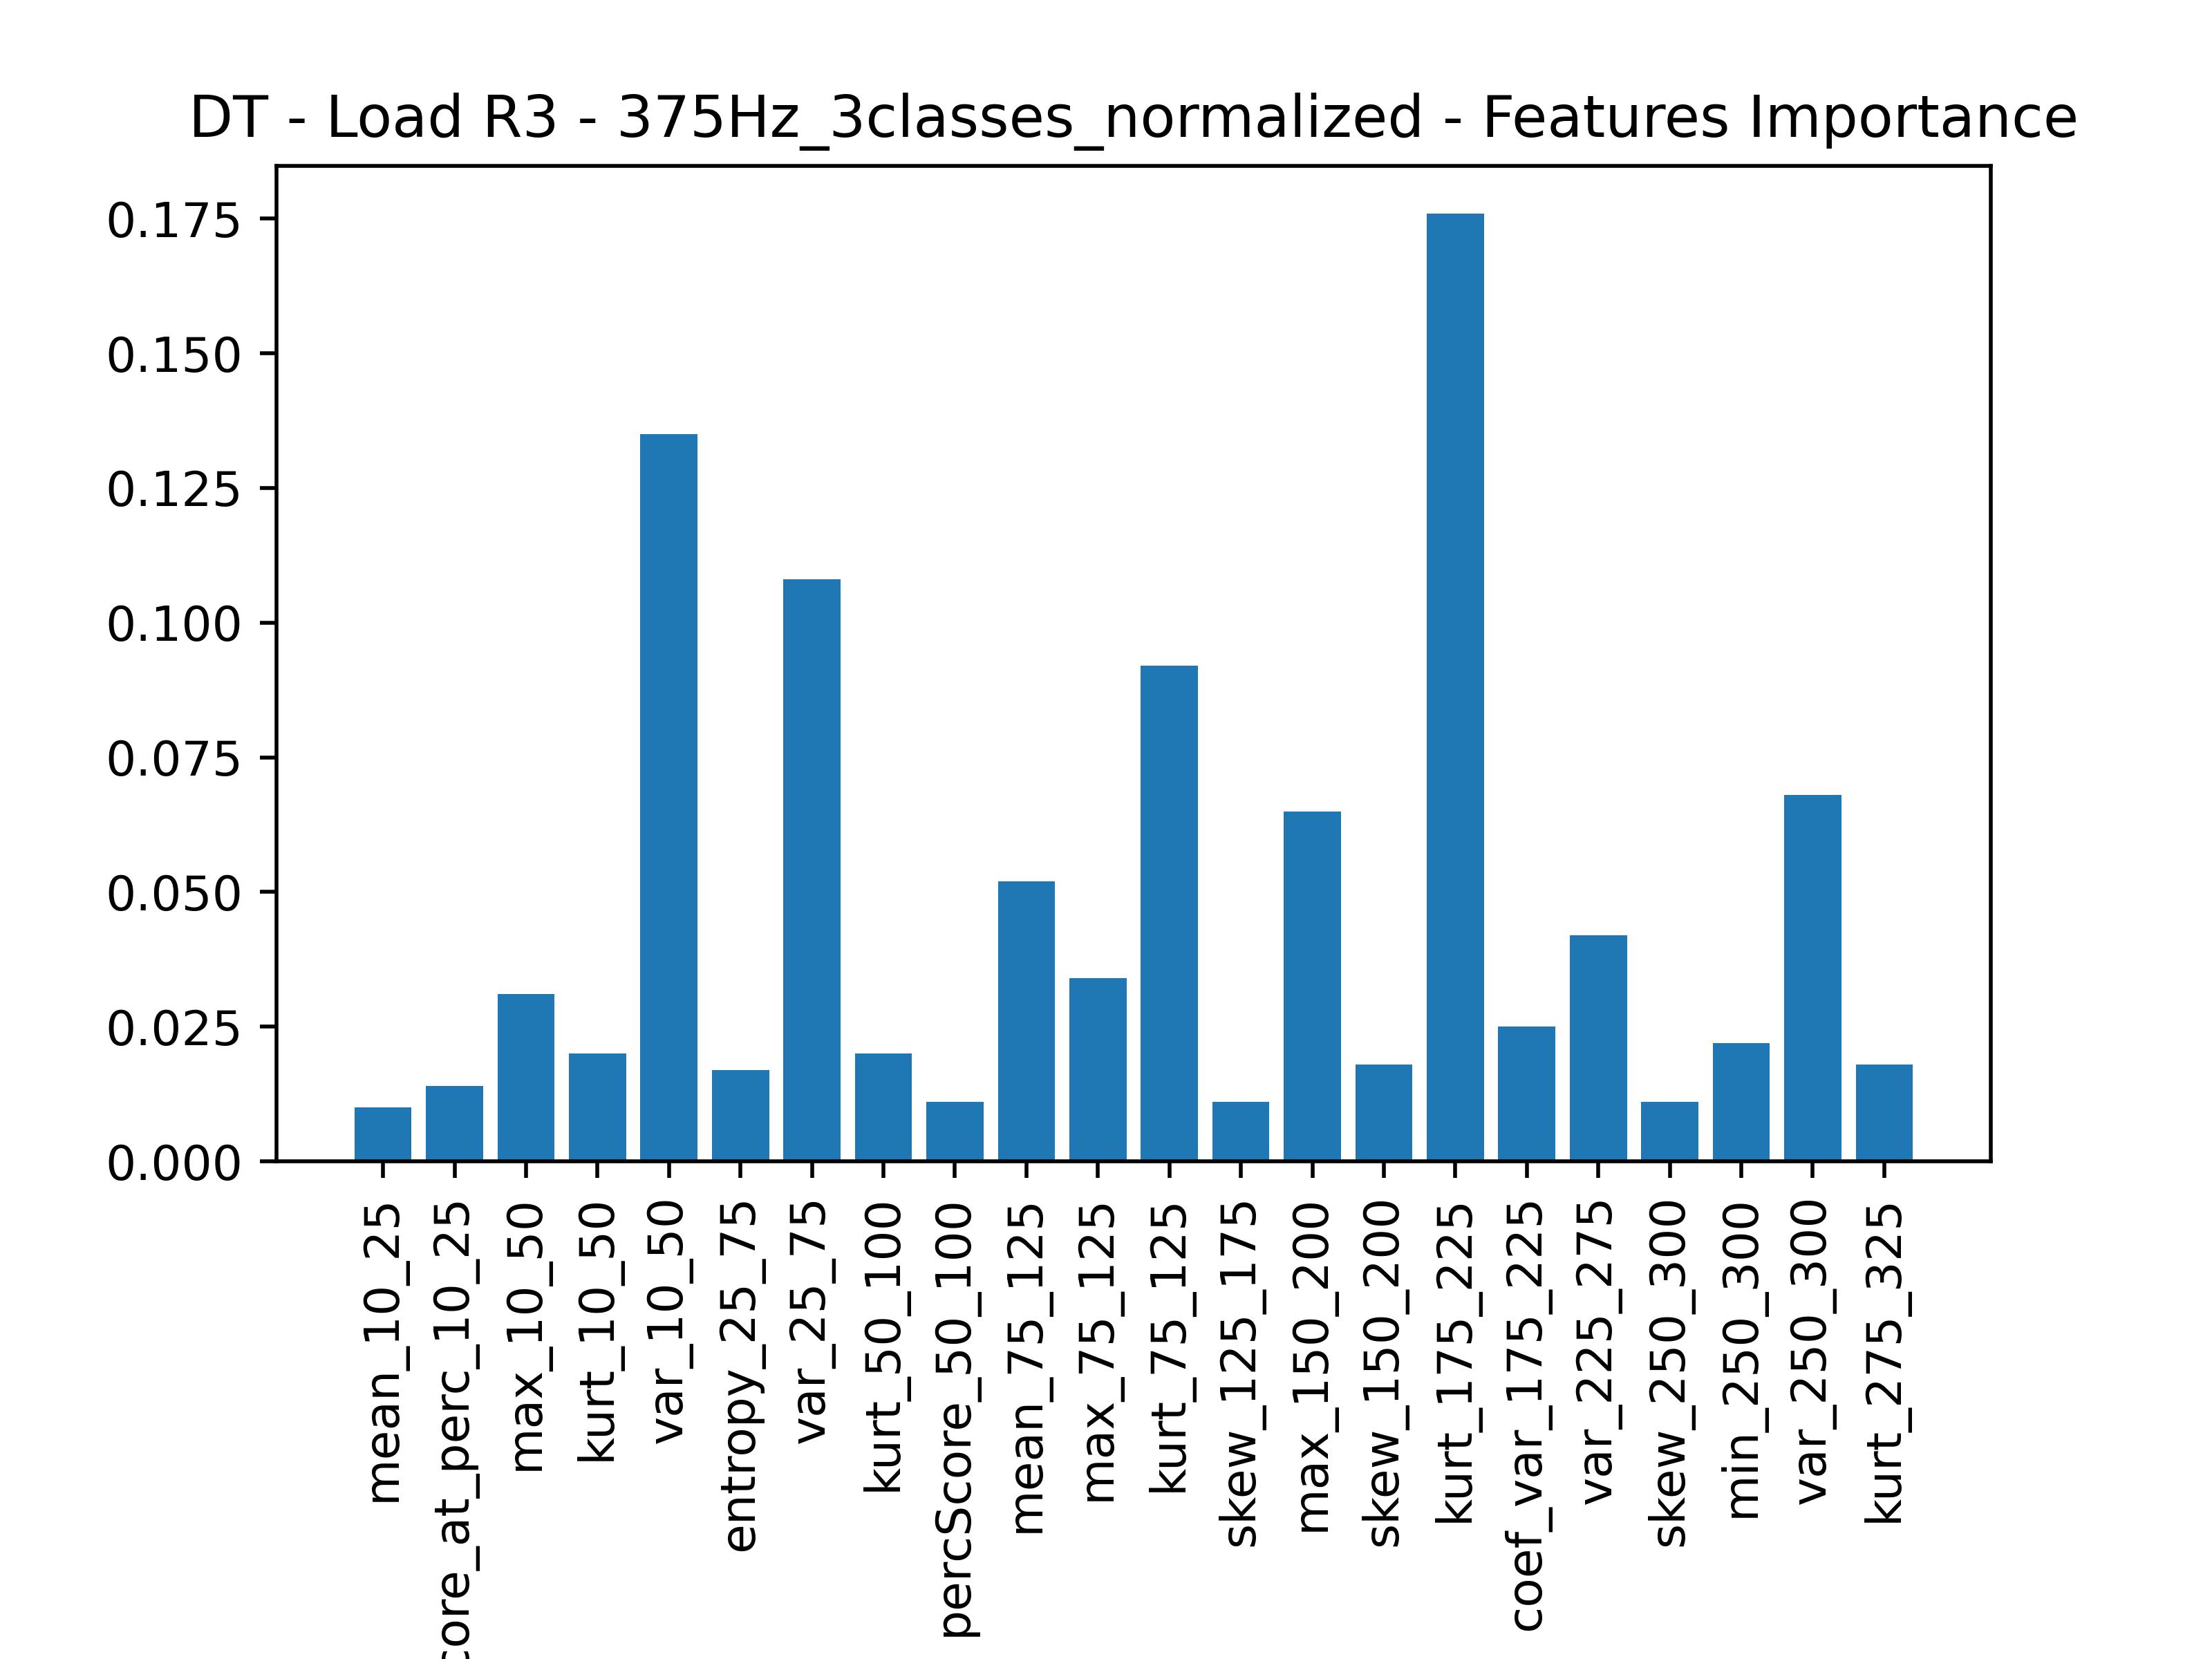 DT - Load R3 - 375Hz_3classes_normalized - Features Importance
0.175
0.150
0.125
0.100
0.075
0.050
0.025
0.000
mean_10_25
core_at_perc_10_25
max_10_50
kurt_10_50
var_10_50
entropy_25_75
var_25_75
kurt_50_100
percScore_50_100
mean_75_125
max_75_125
kurt_75_125
skew_125_175
max_150_200
skew_150_200
kurt_175_225
coef_var_175_225
var_225_275
skew_250_300
min_250_300
var_250_300
kurt_275_325